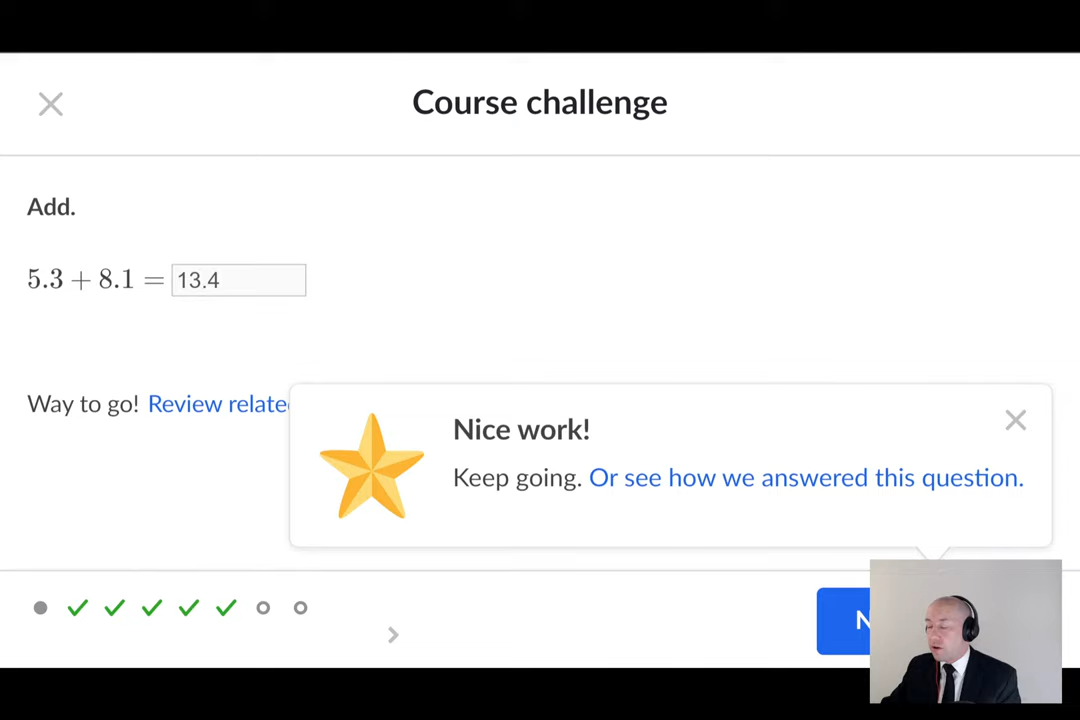 Course challenge
Add.
5.3 + 8.1 = 13.4
Way to go! Review related
Nice work!
Keep going. Or see how we answered this question.
N